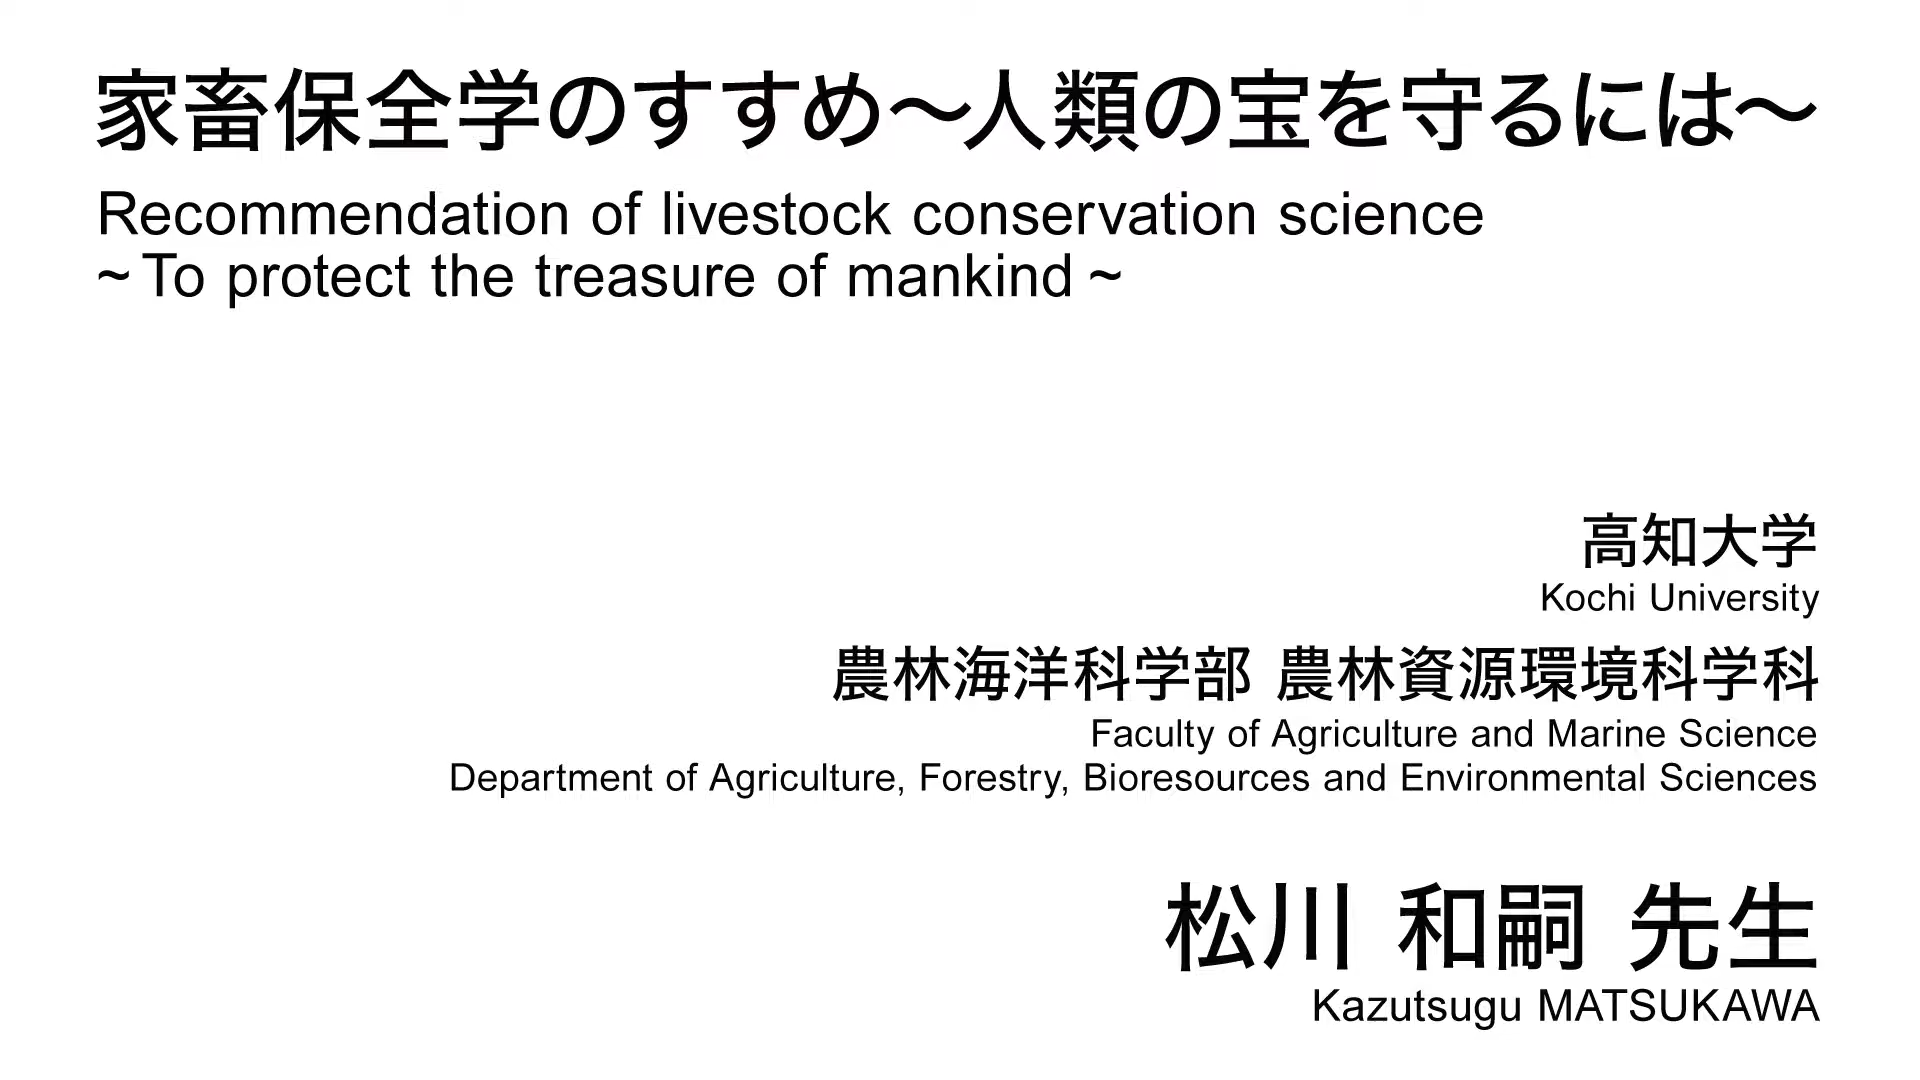 家畜保全学のすすめ〜人類の宝を守るには〜
Recommendation of livestock conservation science
~ To protect the treasure of mankind ~
高知大学
Kochi University
農林海洋科学部 農林資源環境科学科
Faculty of Agriculture and Marine Science
Department of Agriculture, Forestry, Bioresources and Environmental Sciences
松川 和嗣 先生
Kazutsugu MATSUKAWA